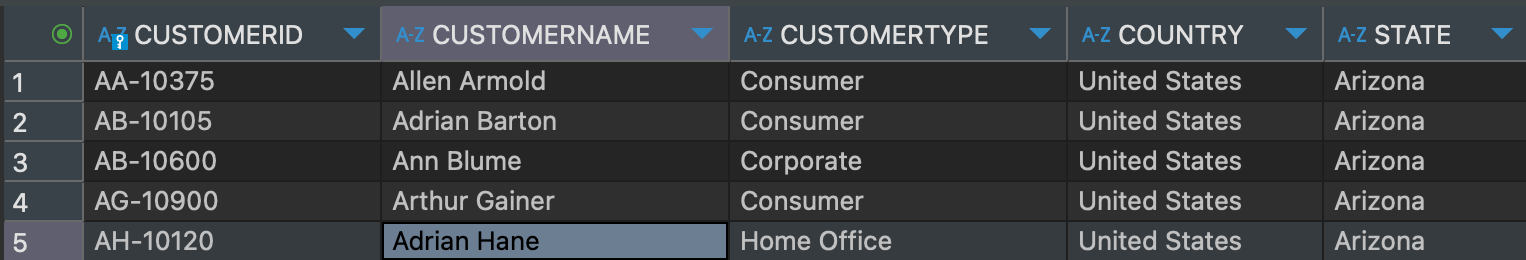 A-Z CUSTOMERID A-Z CUSTOMERNAME A-Z CUSTOMERTYPE A-Z COUNTRY A-Z STATE
1 AA-10375 Allen Armold Consumer United States Arizona
2 AB-10105 Adrian Barton Consumer United States Arizona
3 AB-10600 Ann Blume Corporate United States Arizona
4 AG-10900 Arthur Gainer Consumer United States Arizona
5 AH-10120 Adrian Hane Home Office United States Arizona